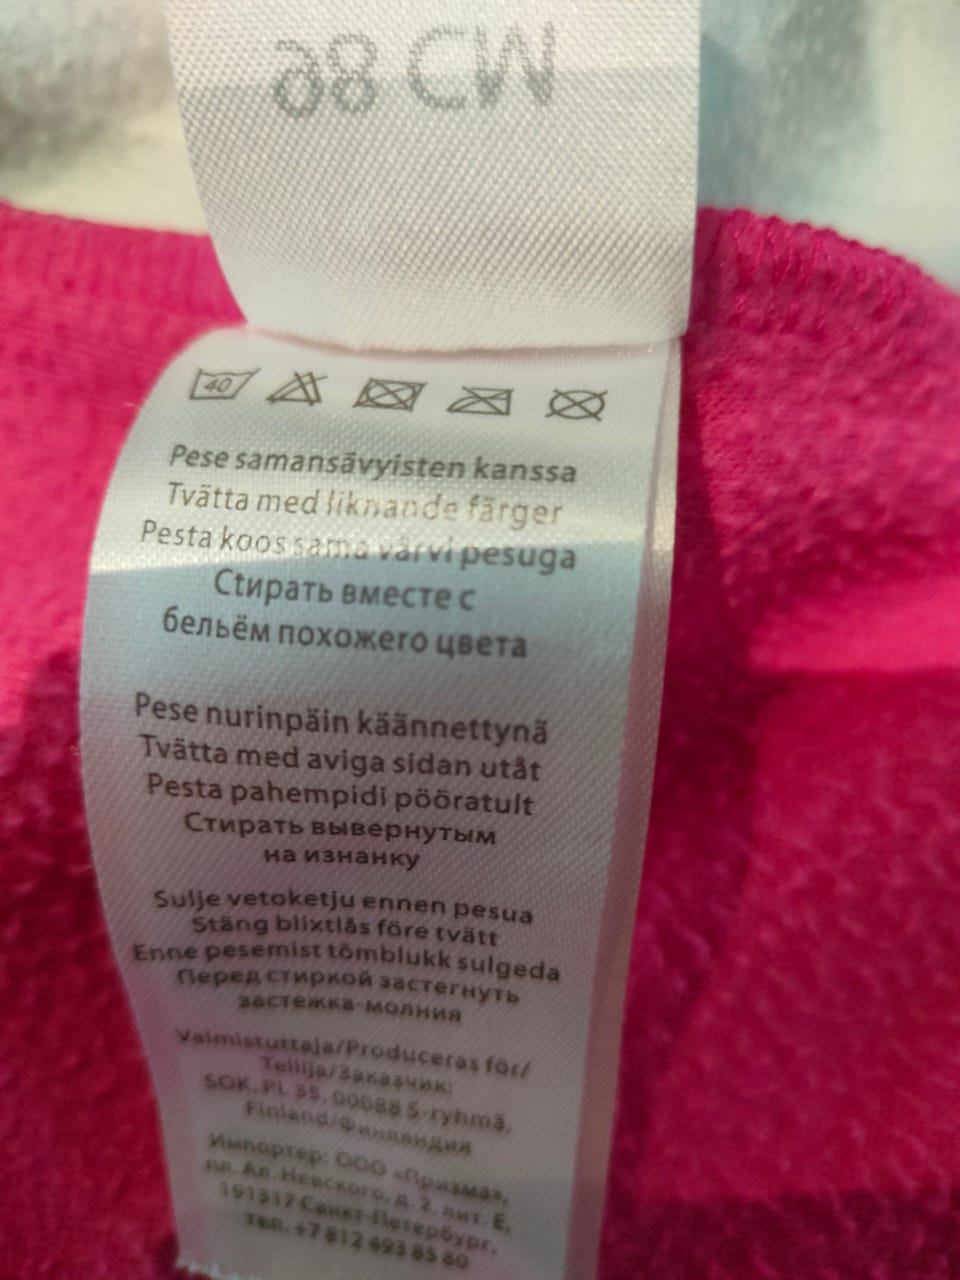 98 CM
40
Pese samansävyisten kanssa
Tvätta med liknande färger
Pesta koos sama värvi pesuga
Стирать вместе с
бельём похожего цвета
Pese nurinpäin käännettynä
Tvätta med aviga sidan utåt
Pesta pahempidi pööratult
Стирать вывернутым
на изнанку
Sulje vetoketju ennen pesua
Stäng blixtlås före tvätt
Enne pesemist tõmblukk sulgeda
Перед стиркой застегнуть
застежка-молния
Valmistuttaja/Produceras för/
Tellija/Заказчик:
SOK, PL 35, 00088 S-ryhmä,
Finland/Финляндия
Импортер: ООО «Призма»,
пл. Ал. Невского, д. 2, лит. Е,
191317 Санкт-Петербург,
тел. +7 812 493 85 80